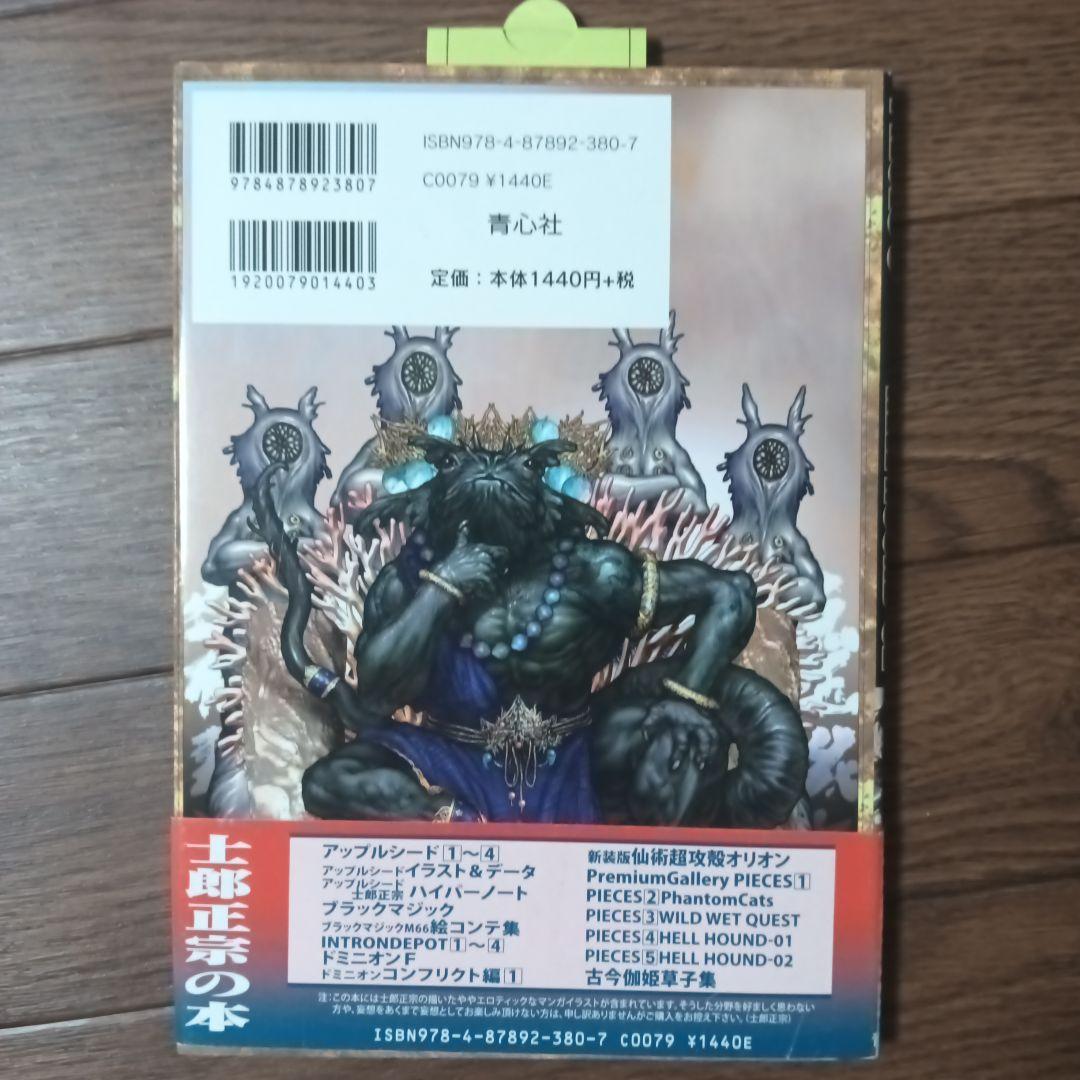 9784878923807
ISBN978-4-87892-380-7
C0079 ¥1440E
青心社
1920079014403
定価：本体1440円+税
士郎正宗の本
アップルシード1～4
アップルシードイラスト＆データ
アップルシード
士郎正宗 ハイパーノート
ブラックマジック
ブラックマジックM66絵コンテ集
INTRONDEPOT1～4
ドミニオンF
ドミニオンコンフリクト編1
新装版仙術超攻殻オリオン
PremiumGallery PIECES1
PIECES2PhantomCats
PIECES3WILD WET QUEST
PIECES4HELL HOUND-01
PIECES5HELL HOUND-02
古今伽姫草子集
注：この本には士郎正宗の描いたややエロティックなマンガイラストが含まれています。そうした分野を好ましく思わない
方や、妄想をあくまで妄想としてお楽しみ頂けない方は、申し訳ありませんがご購入をお控え下さい。（士郎正宗）
ISBN978-4-87892-380-7 C0079 ¥1440E